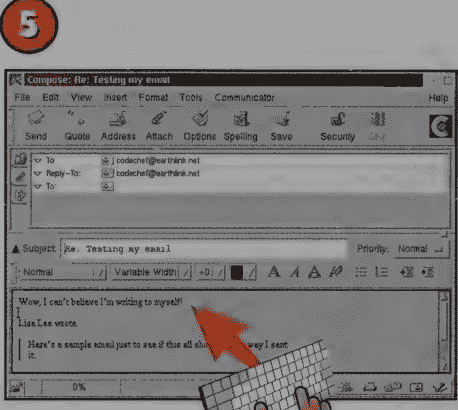 5
Compose: Re: Testing my email
File Edit View Insert Format Tools Communicator Help
Send Quote Address Attach Options Spelling Save Security
To codechef@earthlink.net
Reply-To: codechef@earthlink.net
To:
Subject: Re. Testing my email Priority: Normal
Normal Variable Width +0 A A A
Wow, I can't believe I'm writing to myself!
Lisa Lee wrote.
Here's a sample email just to see if this all way I sent
it.
0%